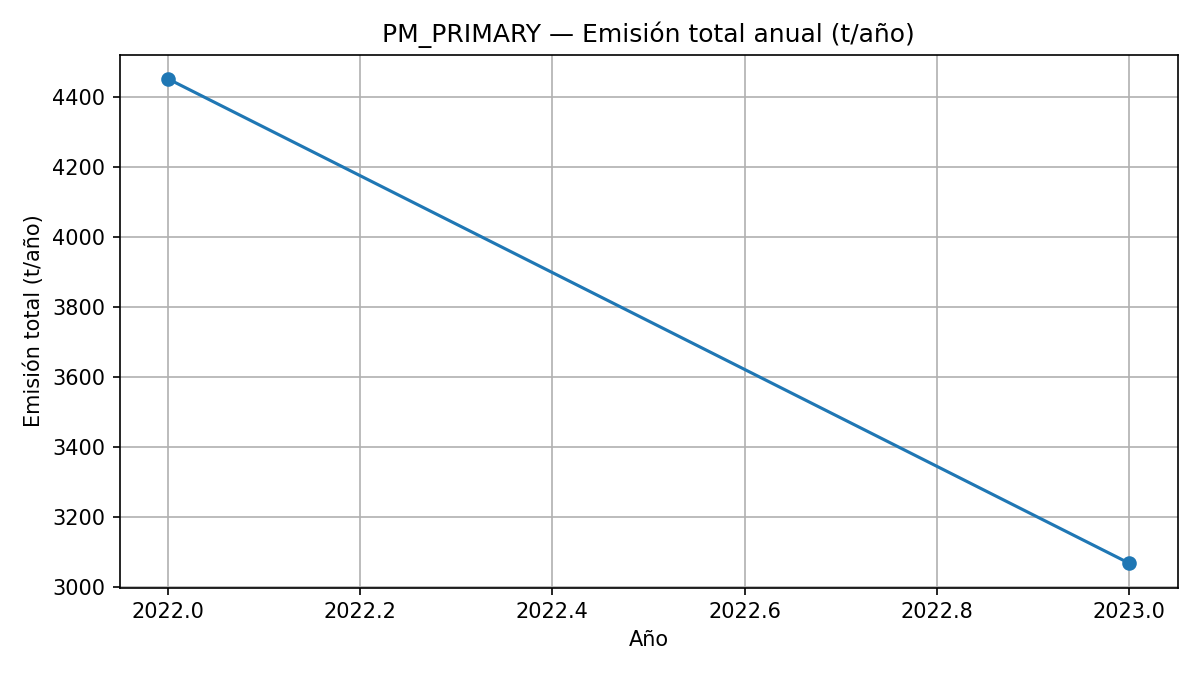 PM_PRIMARY — Emisión total anual (t/año)
Emisión total (t/año)
4400
4200
4000
3800
3600
3400
3200
3000
2022.0 2022.2 2022.4 2022.6 2022.8 2023.0
Año